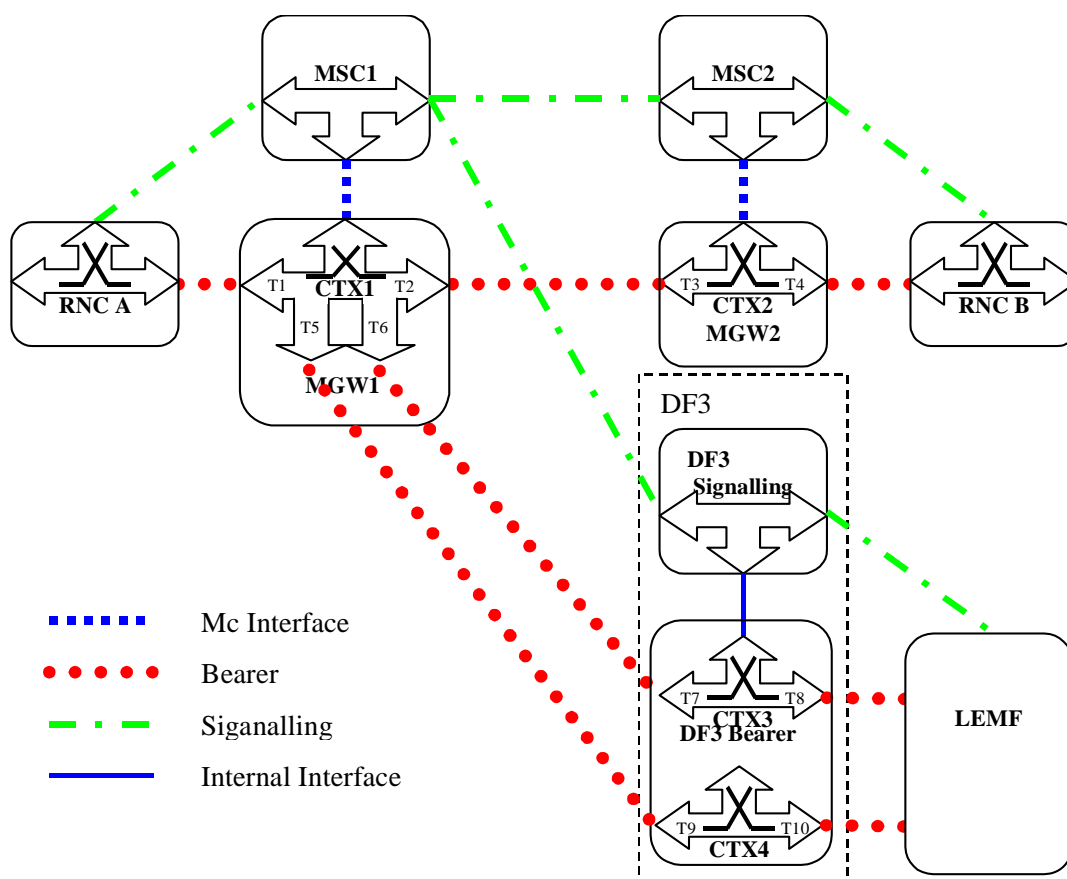 MSC1
MSC2
T1
CTX1
T2
RNC A
T5
T6
MGW1
T3
T4
CTX2
MGW2
RNC B
DF3
DF3
Signalling
T7
T8
CTX3
DF3 Bearer
T9
T10
CTX4
LEMF
Mc Interface
Bearer
Siganalling
Internal Interface